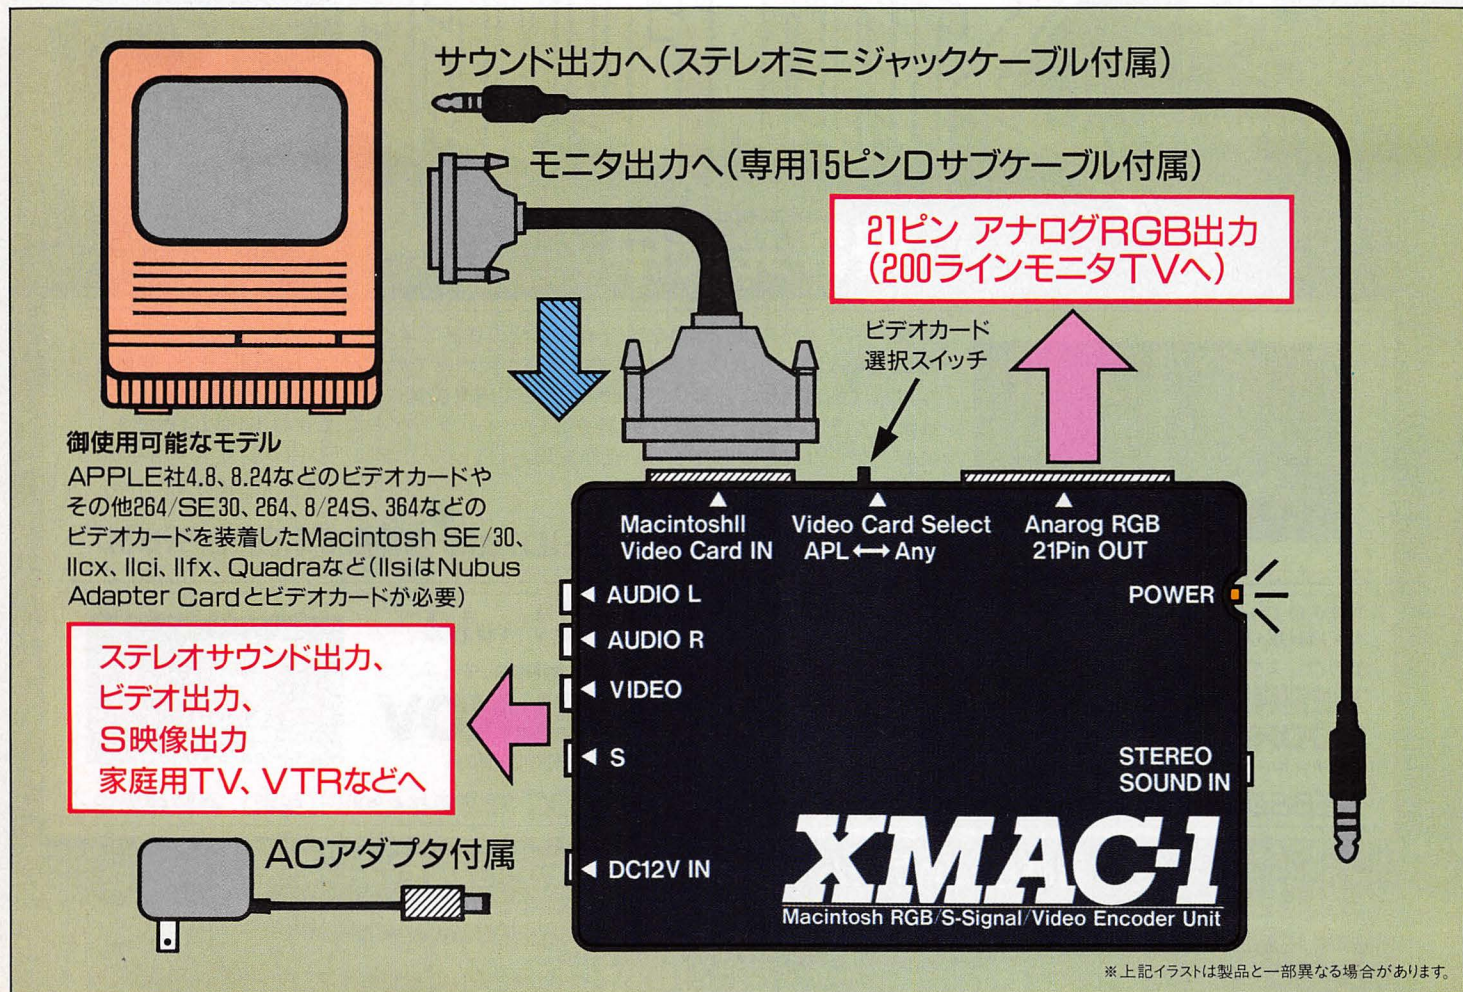 サウンド出力へ(ステレオミニジャックケーブル付属)
モニタ出力へ(専用15ピンDサブケーブル付属)
21ピン アナログRGB出力
(200ラインモニタTVへ)
ビデオカード
選択スイッチ
御使用可能なモデル
APPLE社4.8、8.24などのビデオカードや
その他264/SE30、264、8/24S、364などの
ビデオカードを装着したMacintosh SE/30、
IIcx、IIci、IIfx、Quadraなど(IIsiはNubus
Adapter Cardとビデオカードが必要)
ステレオサウンド出力、
ビデオ出力、
S映像出力
家庭用TV、VTRなどへ
ACアダプタ付属
MacintoshII
Video Card IN
Video Card Select
APL ↔ Any
Anarog RGB
21Pin OUT
AUDIO L
AUDIO R
VIDEO
S
DC12V IN
POWER
STEREO
SOUND IN
XMAC-1
Macintosh RGB/S-Signal/Video Encoder Unit
※上記イラストは製品と一部異なる場合があります。